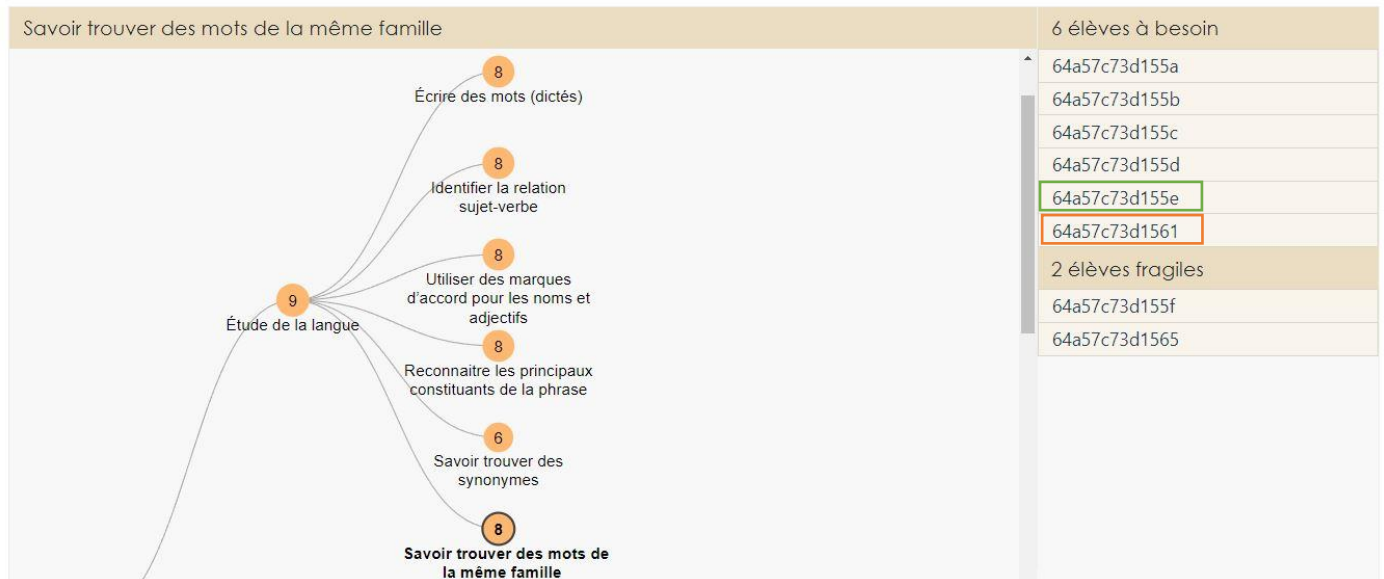 Savoir trouver des mots de la même famille
8
Écrire des mots (dictés)
8
Identifier la relation
sujet-verbe
8
Utiliser des marques
d'accord pour les noms et
adjectifs
9
Étude de la langue
8
Reconnaitre les principaux
constituants de la phrase
6
Savoir trouver des
synonymes
8
Savoir trouver des mots de
la même famille
6 élèves à besoin
64a57c73d155a
64a57c73d155b
64a57c73d155c
64a57c73d155d
64a57c73d155e
64a57c73d1561
2 élèves fragiles
64a57c73d155f
64a57c73d1565